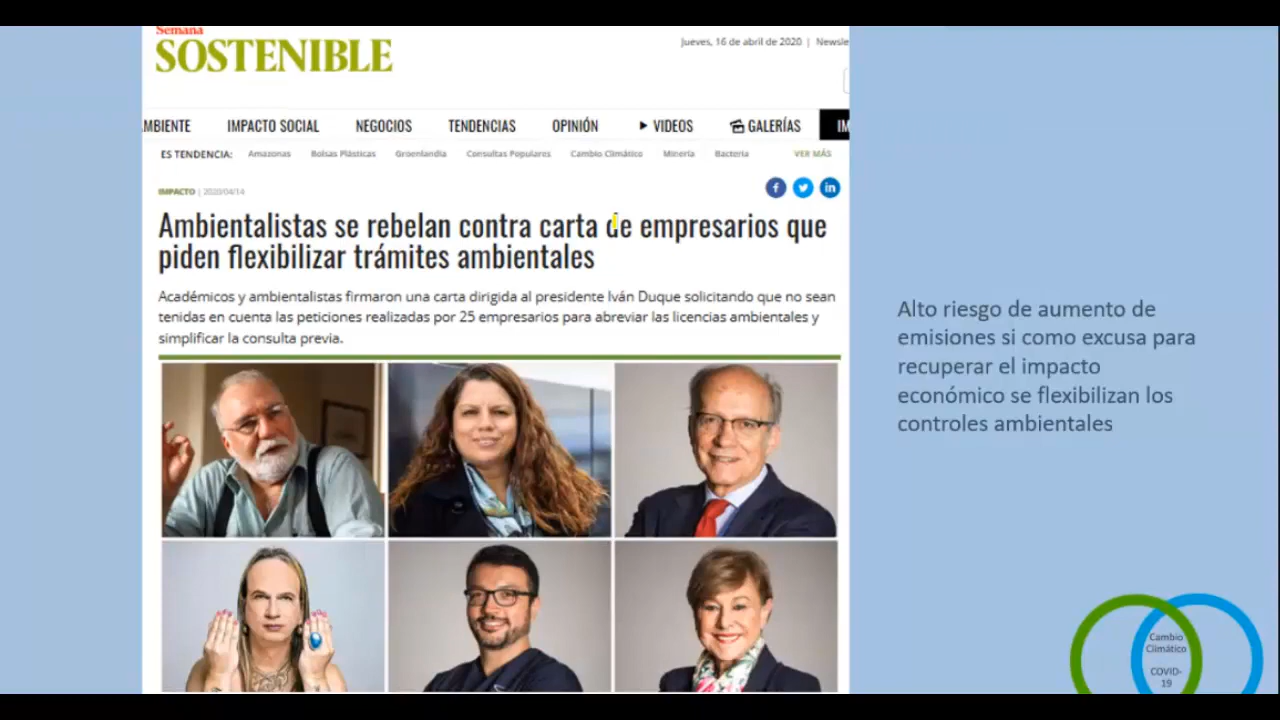 Semana
SOSTENIBLE
Jueves, 16 de abril de 2020 | Newsle
MBIENTE IMPACTO SOCIAL NEGOCIOS TENDENCIAS OPINIÓN VIDEOS GALERÍAS IM
ES TENDENCIA: Amazonas Bolsas Plásticas Groenlandia Consultas Populares Cambio Climático Minería Bacteria VER MÁS
IMPACTO | 2020/04/14
Ambientalistas se rebelan contra carta de empresarios que
piden flexibilizar trámites ambientales
Académicos y ambientalistas firmaron una carta dirigida al presidente Iván Duque solicitando que no sean
tenidas en cuenta las peticiones realizadas por 25 empresarios para abreviar las licencias ambientales y
simplificar la consulta previa.
Alto riesgo de aumento de
emisiones si como excusa para
recuperar el impacto
económico se flexibilizan los
controles ambientales
Cambio
Climático
COVID-
19